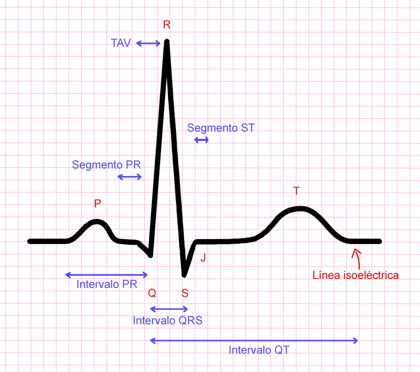 R
TAV
Segmento ST
Segmento PR
P
T
J
Línea isoeléctrica
Intervalo PR
Q
S
Intervalo QRS
Intervalo QT